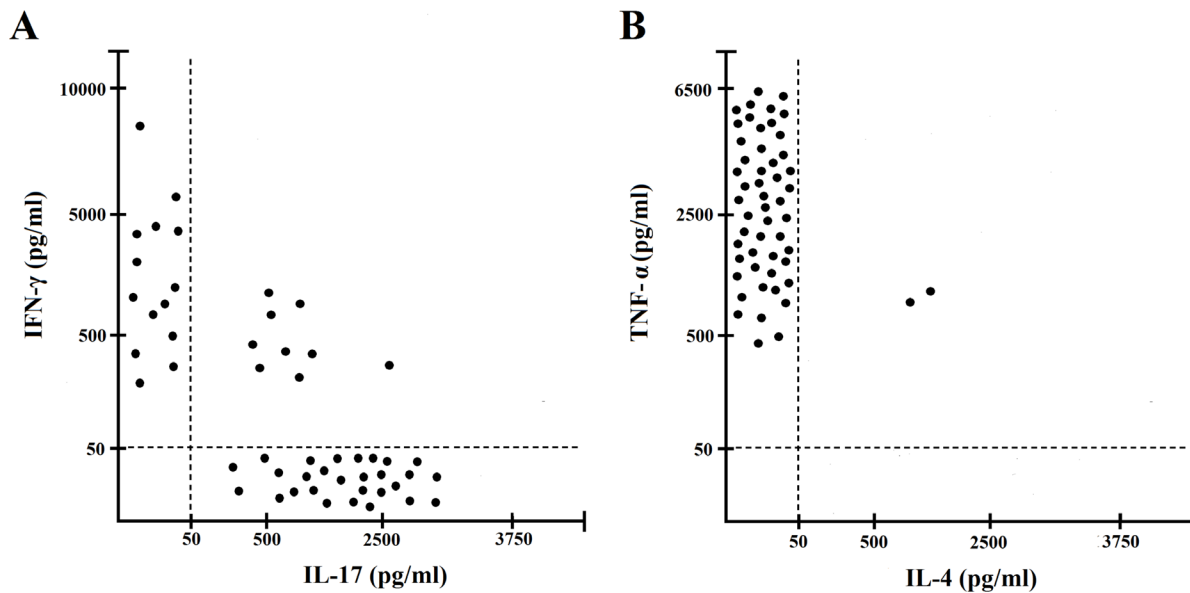 A
IFN-γ (pg/ml)
10000
5000
500
50
50 500 2500 3750
IL-17 (pg/ml)
B
TNF-α (pg/ml)
6500
2500
500
50
50 500 2500 3750
IL-4 (pg/ml)